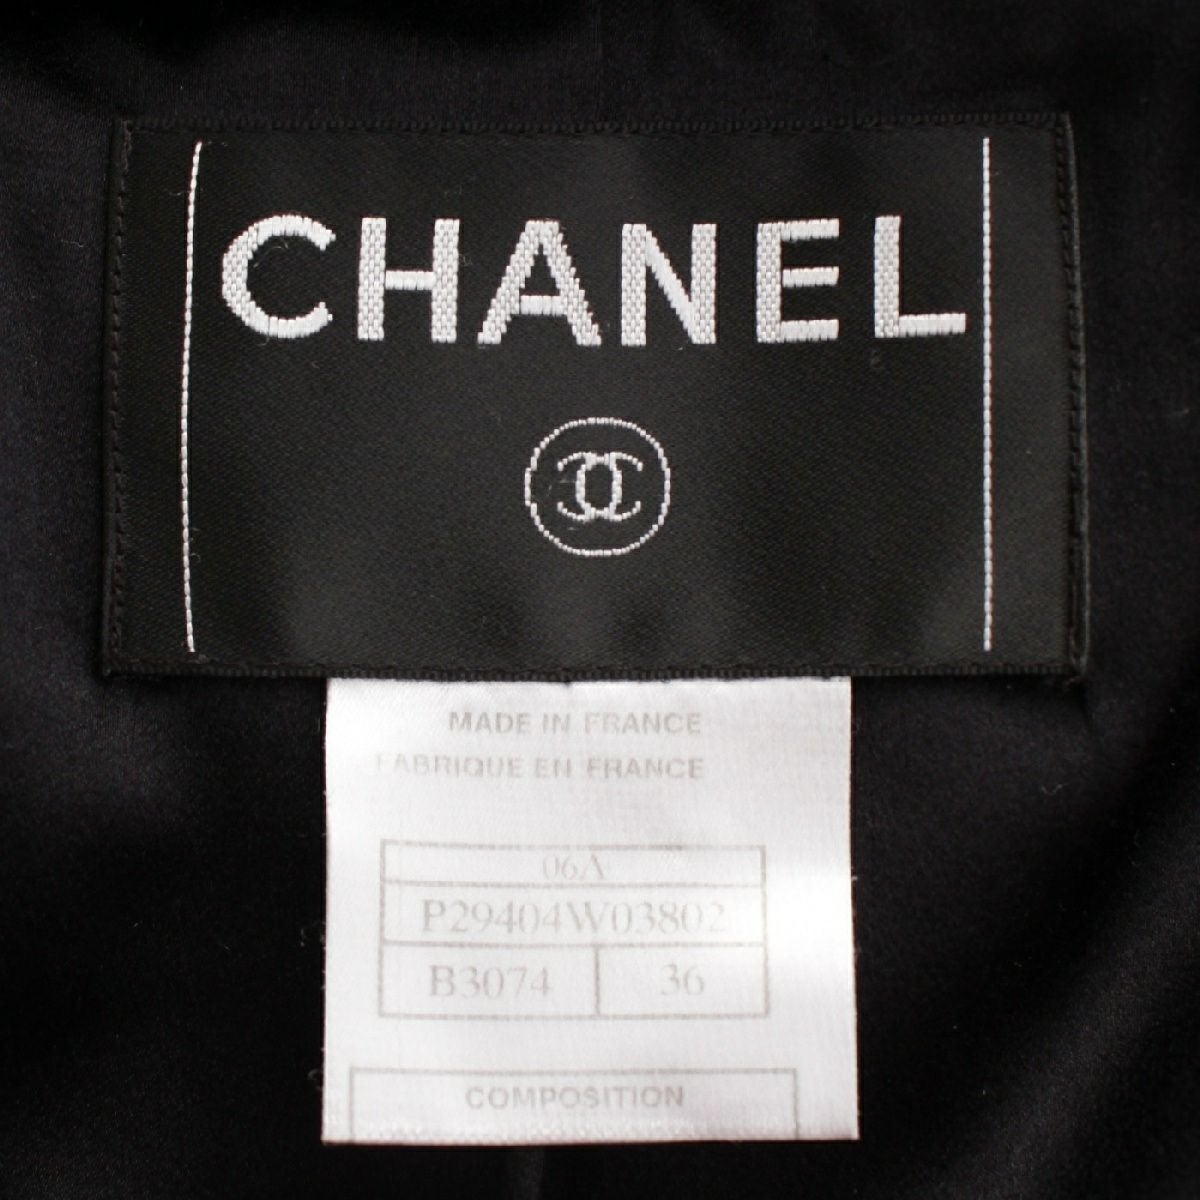 CHANEL
MADE IN FRANCE
FABRIQUE EN FRANCE
06A
P29404W03802
B3074 36
COMPOSITION